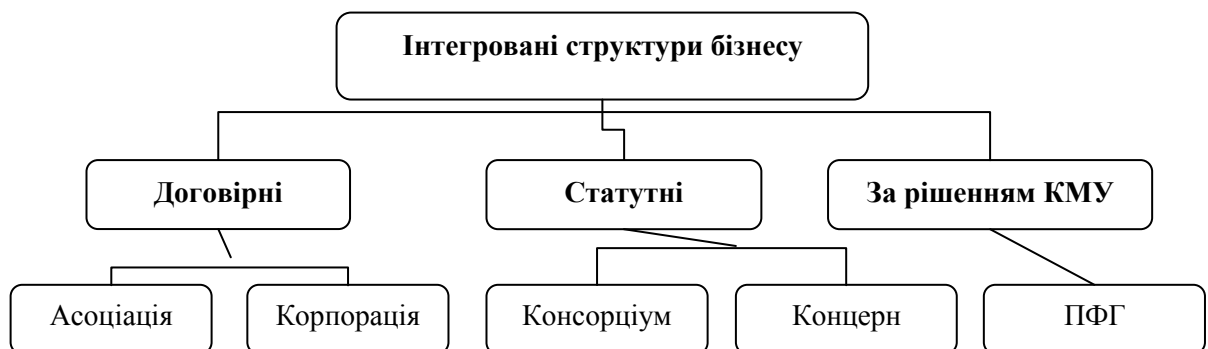 Інтегровані структури бізнесу
Договірні
Статутні
За рішенням КМУ
Асоціація
Корпорація
Консорціум
Концерн
ПФГ